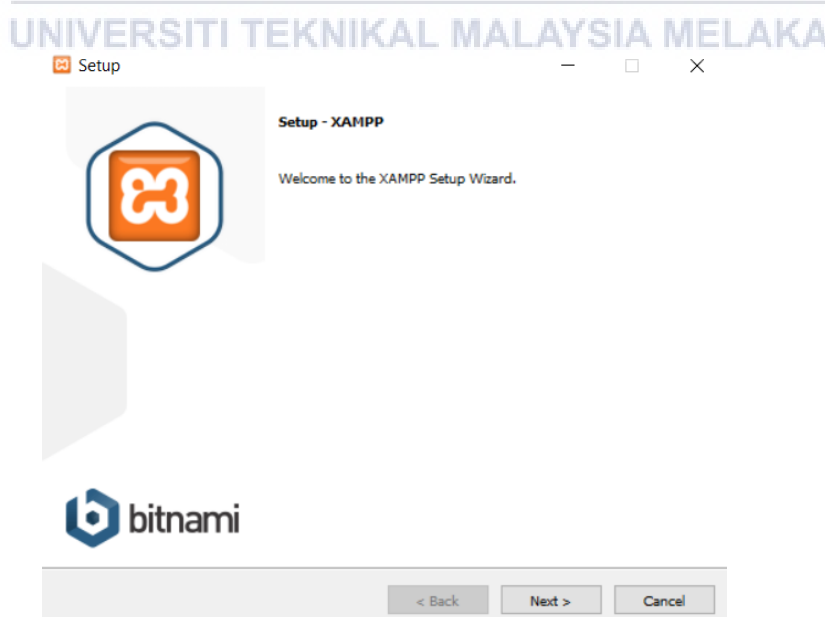 UNIVERSITI TEKNIKAL MALAYSIA MELAKA
Setup
Setup - XAMPP
Welcome to the XAMPP Setup Wizard.
bitnami
< Back Next > Cancel